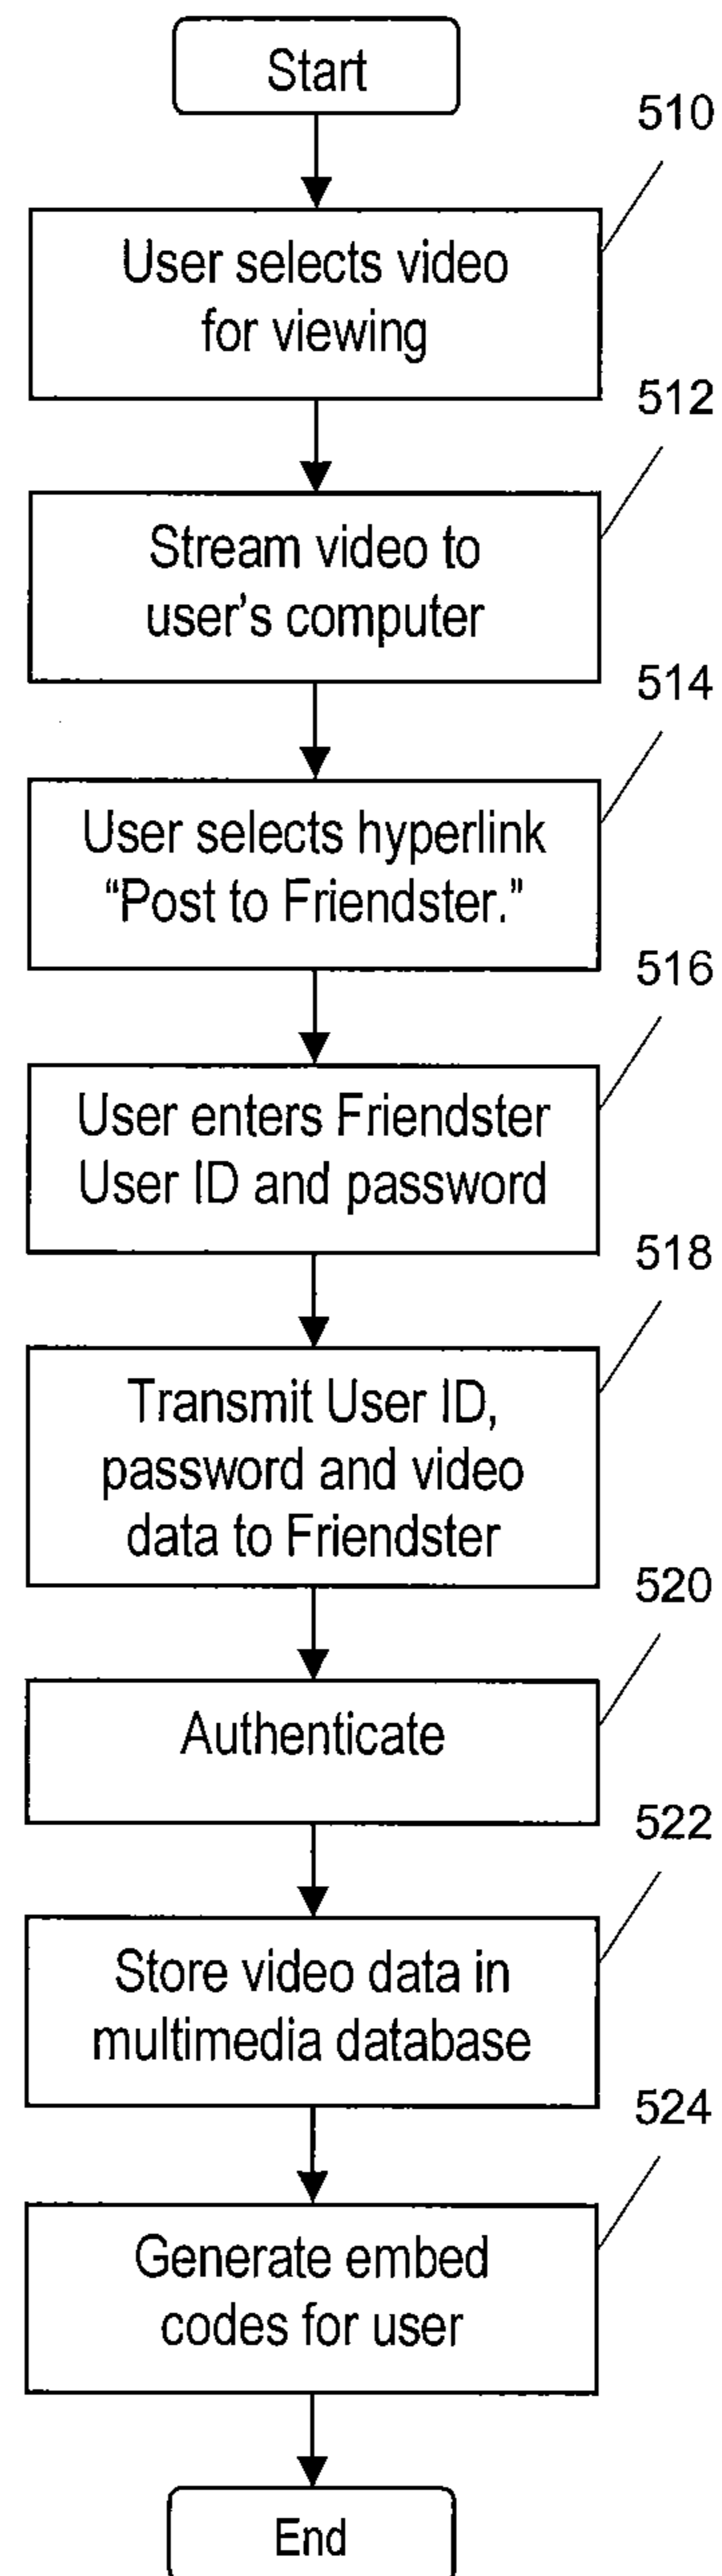 Start
510
User selects video
for viewing
512
Stream video to
user's computer
514
User selects hyperlink
“Post to Friendster.”
516
User enters Friendster
User ID and password
518
Transmit User ID,
password and video
data to Friendster
520
Authenticate
522
Store video data in
multimedia database
524
Generate embed
codes for user
End